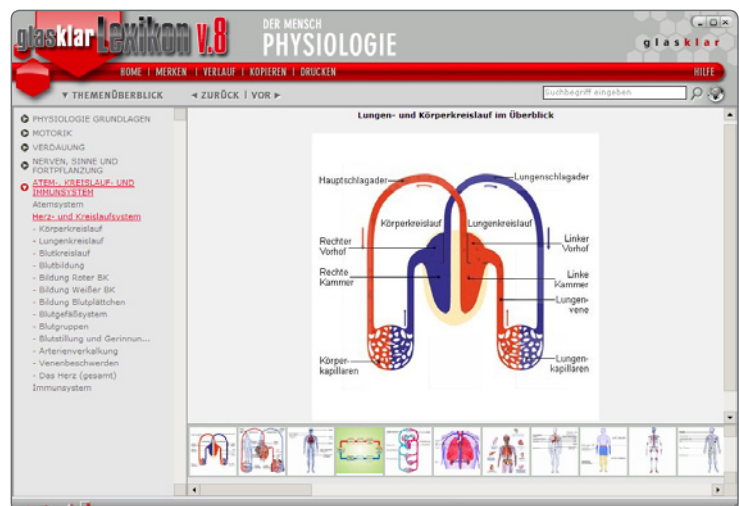 glasklar Lexikon V.8
DER MENSCH
PHYSIOLOGIE
glasklar
HOME | MERKEN | VERLAUF | KOPIEREN | DRUCKEN
HILFE
THEMENÜBERBLICK
ZURÜCK | VOR
Suchbegriff eingeben
PHYSIOLOGIE GRUNDLAGEN
MOTORIK
VERDAUUNG
NERVEN, SINNE UND
FORTPFLANZUNG
ATEM-, KREISLAUF- UND
IMMUNSYSTEM
Atemsystem
Herz- und Kreislaufsystem
- Körperkreislauf
- Lungenkreislauf
- Blutkreislauf
- Blutbildung
- Bildung Roter BK
- Bildung Weißer BK
- Bildung Blutplättchen
- Blutgefäßsystem
- Blutgruppen
- Blutstillung und Gerinnun...
- Arterienverkalkung
- Venenbeschwerden
- Das Herz (gesamt)
Immunsystem
Lungen- und Körperkreislauf im Überblick
Hauptschlagader
Lungenschlagader
Körperkreislauf
Lungenkreislauf
Rechter
Vorhof
Linker
Vorhof
Rechte
Kammer
Linke
Kammer
Lungen-
vene
Körper-
kapillaren
Lungen-
kapillaren